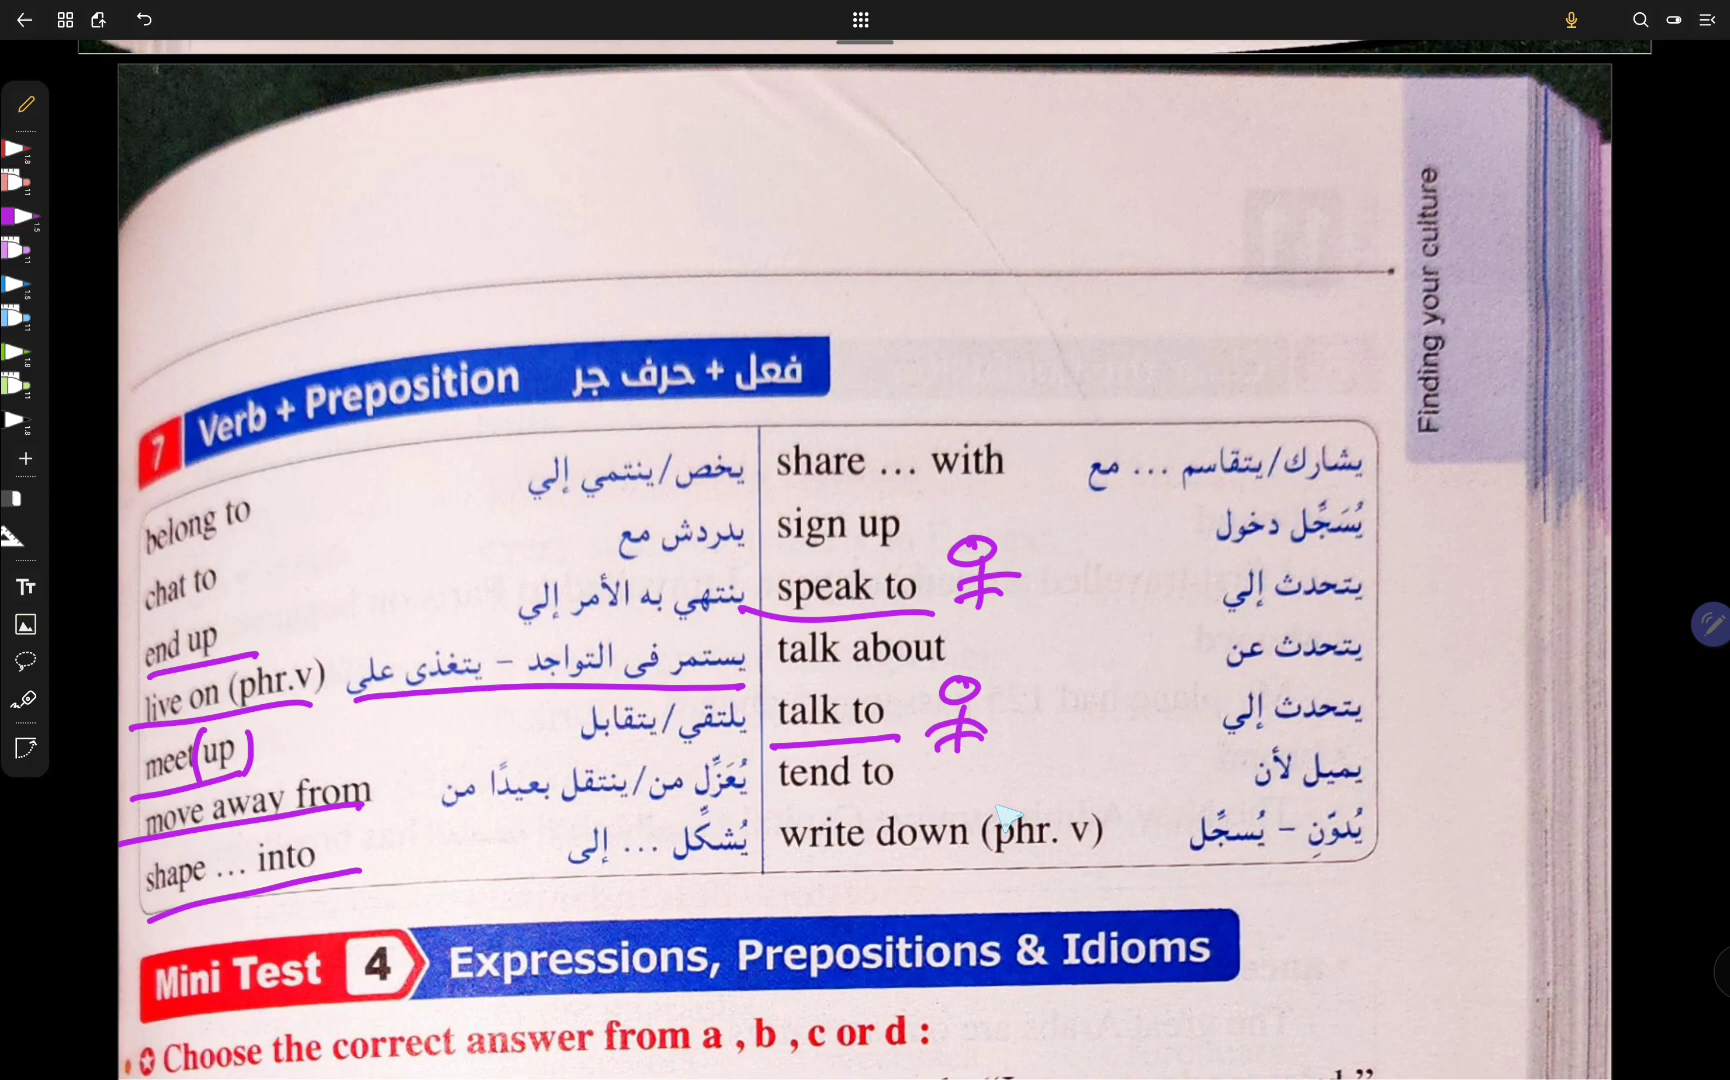 Finding your culture
7 Verb + Preposition فعل + حرف جر
belong to يخص/ينتمي إلي
chat to يدردش مع
end up ينتهي به الأمر إلي
live on (phr.v) يستمر فى التواجد – يتغذى على
meet up يلتقي/يتقابل
move away from يُعَزِّل من/ينتقل بعيدًا من
shape ... into يُشكِّل ... إلى
share ... with يشارك/يتقاسم ... مع
sign up يُسَجِّل دخول
speak to يتحدث إلي
talk about يتحدث عن
talk to يتحدث إلي
tend to يميل لأن
write down (phr. v) يُدوّنِ – يُسجِّل
Mini Test 4 Expressions, Prepositions & Idioms
Choose the correct answer from a , b , c or d :